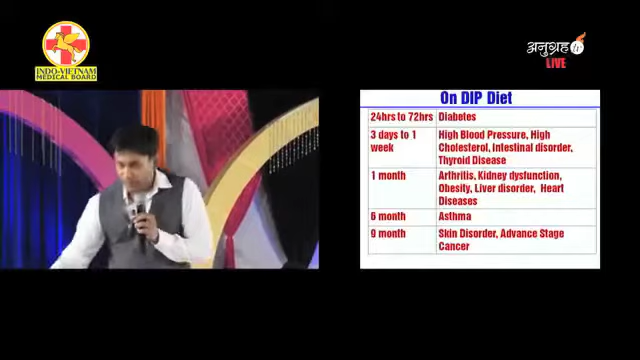 INDO-VIETNAM
MEDICAL BOARD
अनुग्रह tv
LIVE
On DIP Diet
24hrs to 72hrs Diabetes
3 days to 1 High Blood Pressure, High
week Cholesterol, Intestinal disorder,
Thyroid Disease
1 month Arthritis, Kidney dysfunction,
Obesity, Liver disorder, Heart
Diseases
6 month Asthma
9 month Skin Disorder, Advance Stage
Cancer